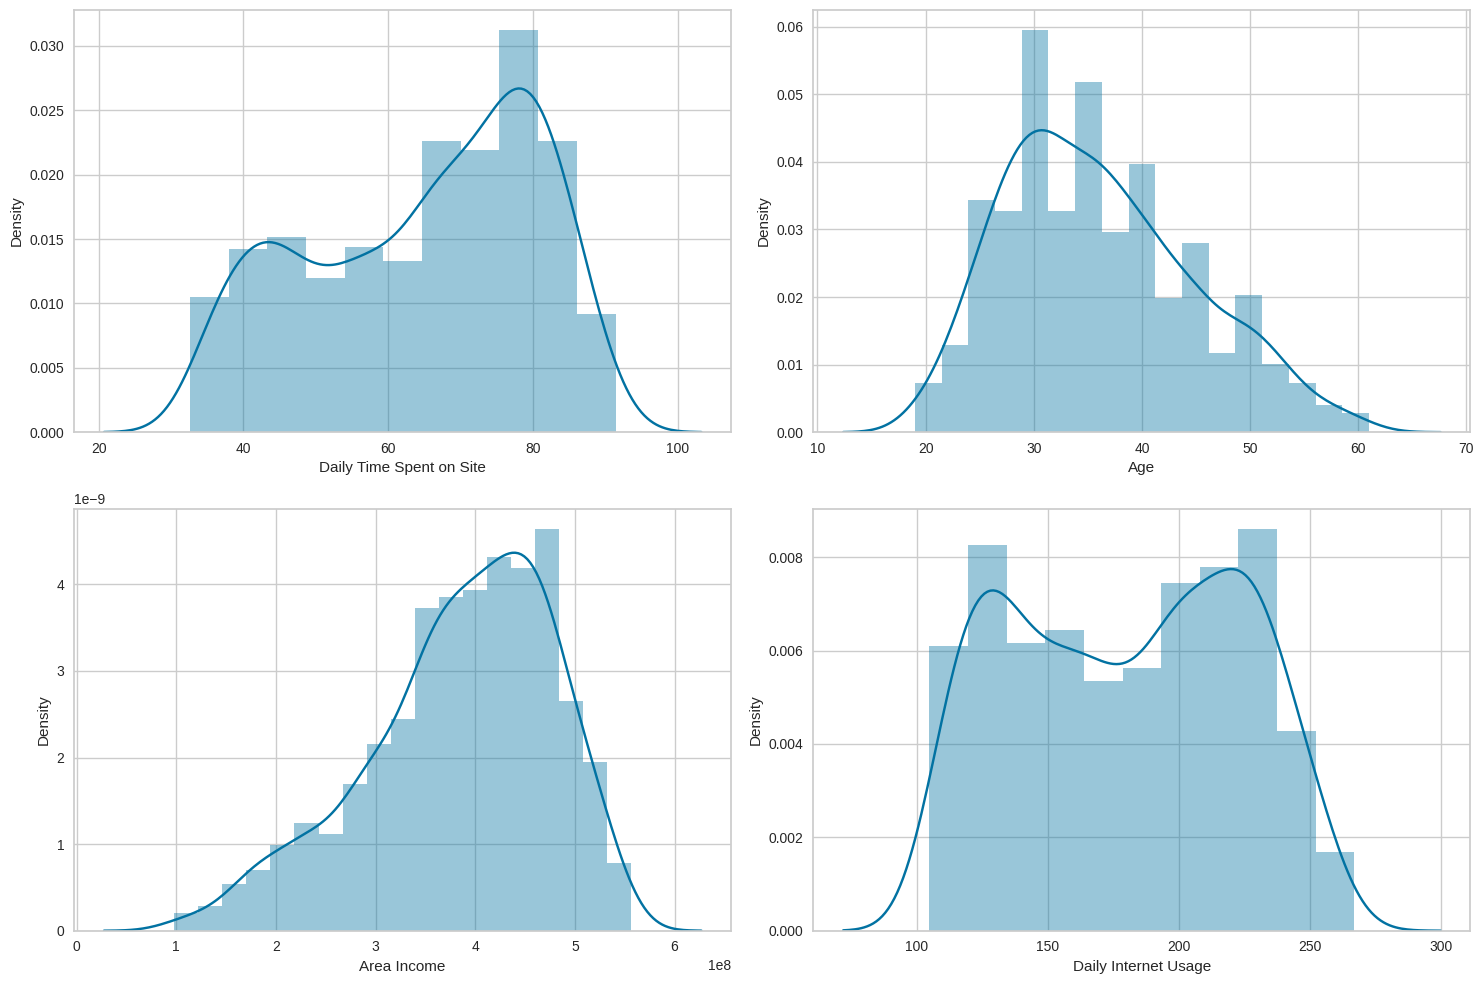 0.030
0.025
0.020
0.015
0.010
0.005
0.000
Density
20 40 60 80 100
Daily Time Spent on Site
0.06
0.05
0.04
0.03
0.02
0.01
0.00
Density
10 20 30 40 50 60 70
Age
1e−9
4
3
2
1
0
Density
0 1 2 3 4 5 6
1e8
Area Income
0.008
0.006
0.004
0.002
0.000
Density
100 150 200 250 300
Daily Internet Usage